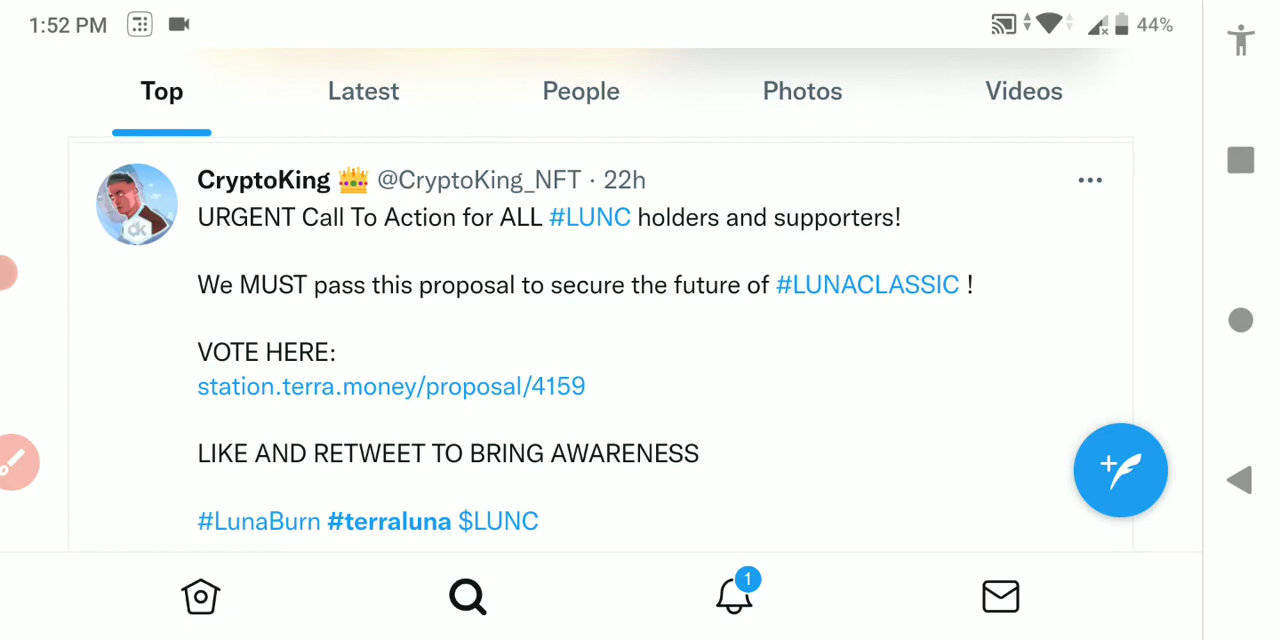 1:52 PM 44%
Top Latest People Photos Videos
CryptoKing 👑 @CryptoKing_NFT · 22h
URGENT Call To Action for ALL #LUNC holders and supporters!
We MUST pass this proposal to secure the future of #LUNACLASSIC !
VOTE HERE:
station.terra.money/proposal/4159
LIKE AND RETWEET TO BRING AWARENESS
#LunaBurn #terraluna $LUNC
1